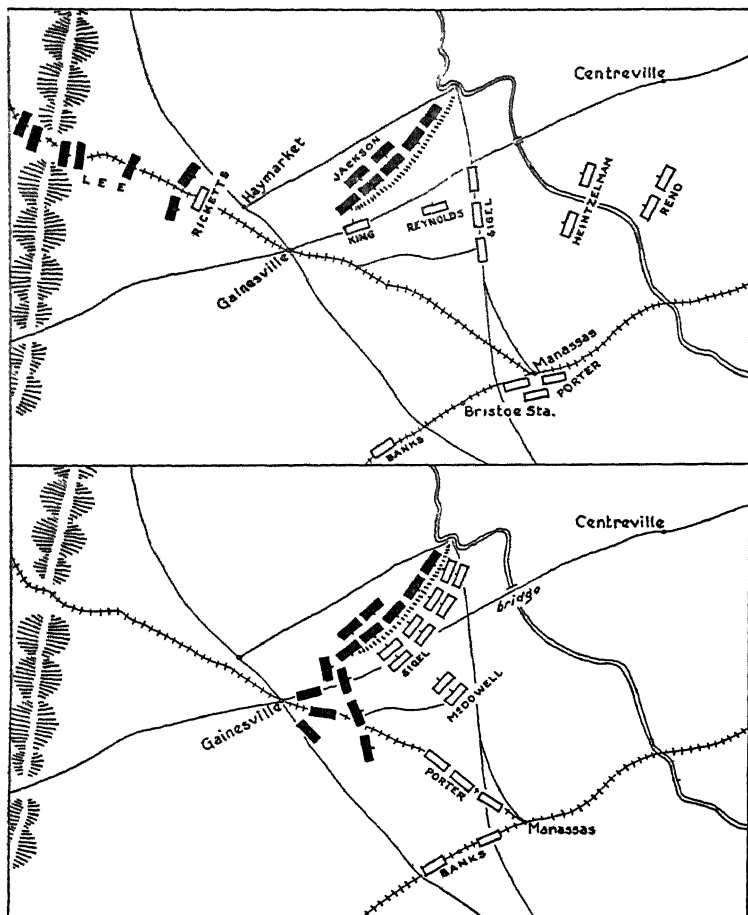 Centreville
JACKSON
HEINTZELMAN
RENO
LEE
RICKETTS
Haymarket
KING
REYNOLDS
SIGEL
Gainesville
Manassas
PORTER
Bristoe Sta.
BANKS
Centreville
bridge
SIGEL
McDOWELL
Gainesville
PORTER
Manassas
BANKS